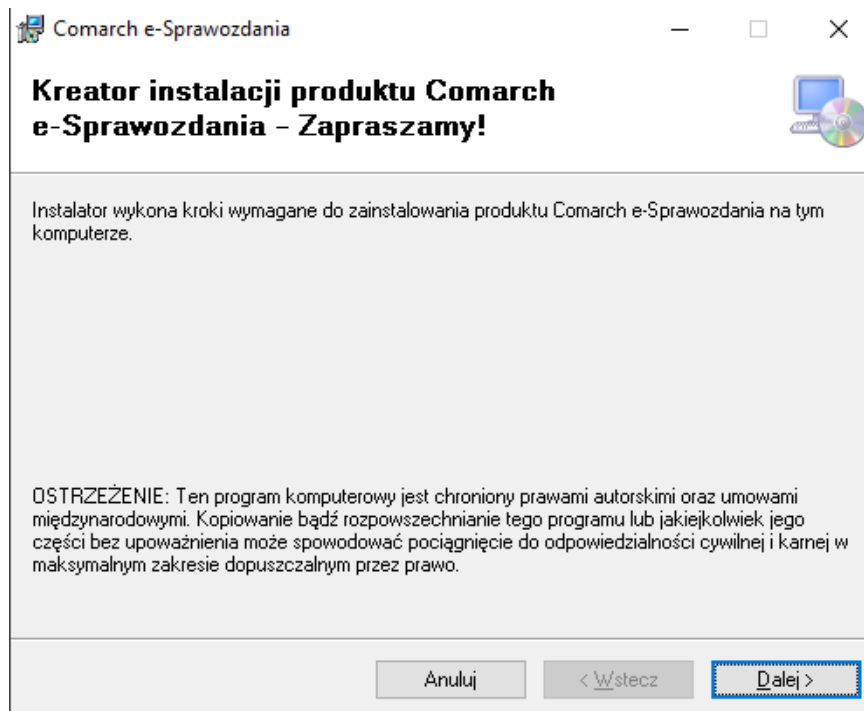 Comarch e-Sprawozdania
Kreator instalacji produktu Comarch
e-Sprawozdania - Zapraszamy!
Instalator wykona kroki wymagane do zainstalowania produktu Comarch e-Sprawozdania na tym
komputerze.
OSTRZEŻENIE: Ten program komputerowy jest chroniony prawami autorskimi oraz umowami
międzynarodowymi. Kopiowanie bądź rozpowszechnianie tego programu lub jakiejkolwiek jego
części bez upoważnienia może spowodować pociągnięcie do odpowiedzialności cywilnej i karnej w
maksymalnym zakresie dopuszczalnym przez prawo.
Anuluj < Wstecz Dalej >